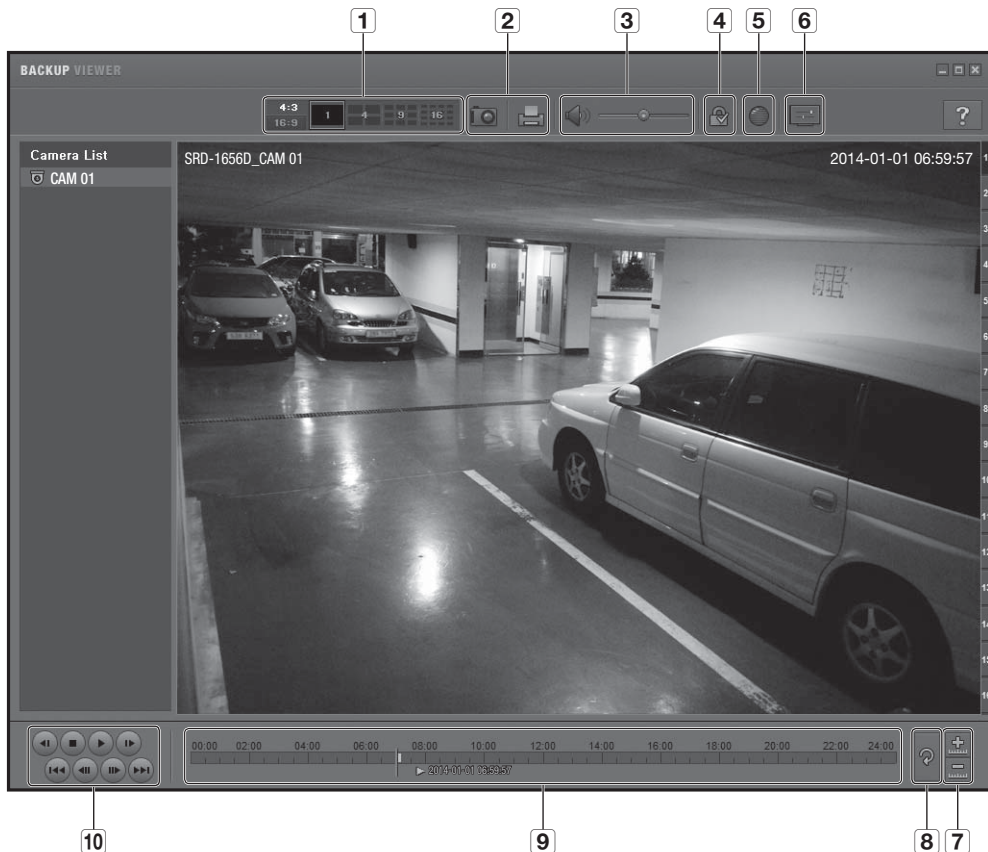 1 2 3 4 5 6
BACKUP VIEWER
4:3
16:9
1 4 9 16
?
Camera List
CAM 01
SRD-1656D_CAM 01 2014-01-01 06:59:57
00:00 02:00 04:00 06:00 08:00 10:00 12:00 14:00 16:00 18:00 20:00 22:00 24:00
2014-01-01 06:59:57
10 9 8 7